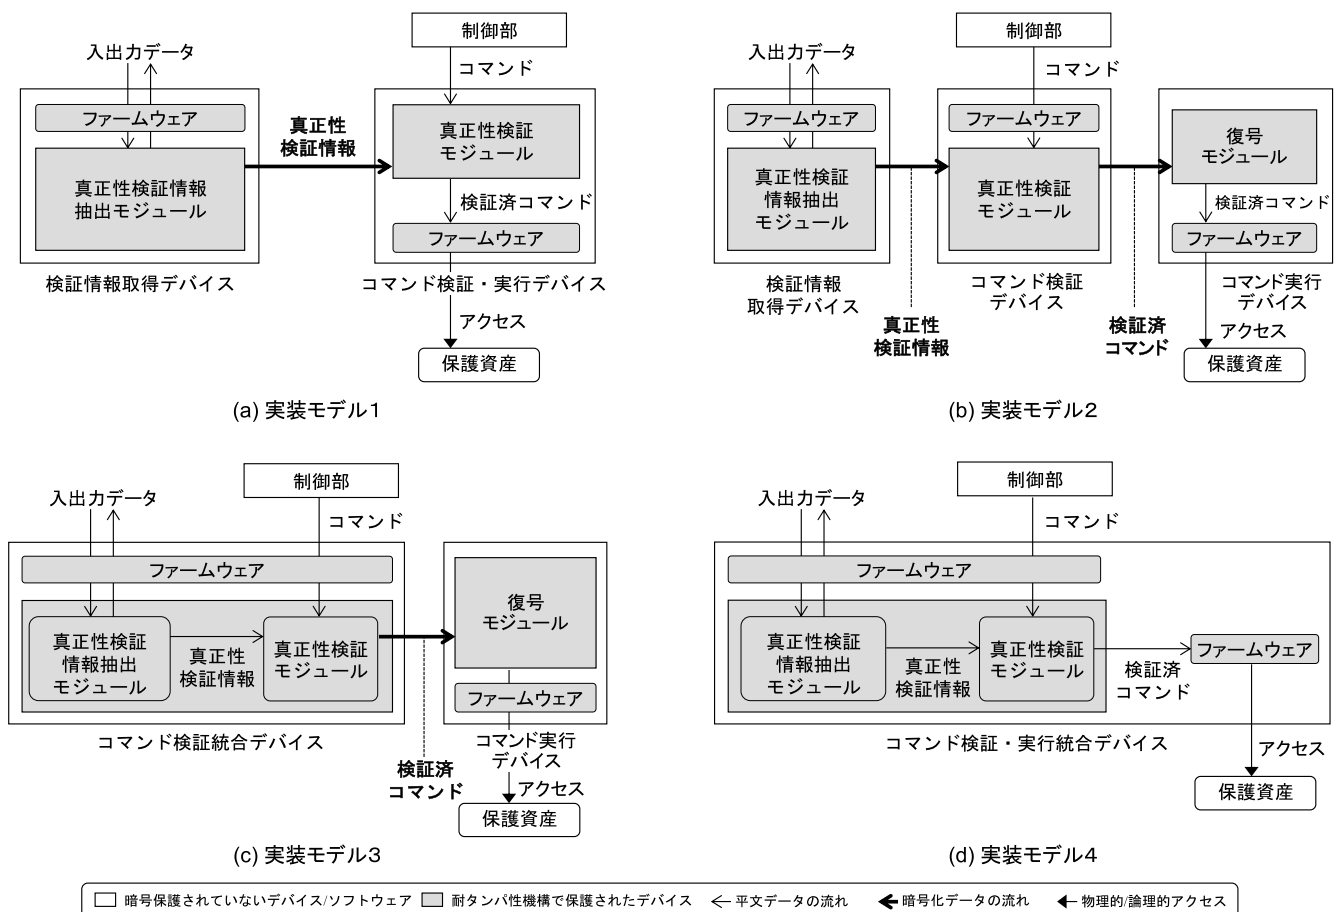 制御部
入出力データ
コマンド
ファームウェア
真正性
検証情報
真正性検証
モジュール
真正性検証情報
抽出モジュール
検証済コマンド
ファームウェア
検証情報取得デバイス
コマンド検証・実行デバイス
アクセス
保護資産
(a) 実装モデル1
制御部
入出力データ
コマンド
ファームウェア
ファームウェア
復号
モジュール
真正性検証
情報抽出
モジュール
真正性検証
モジュール
検証済コマンド
ファームウェア
検証情報
取得デバイス
コマンド検証
デバイス
コマンド実行
デバイス
真正性
検証情報
検証済
コマンド
アクセス
保護資産
(b) 実装モデル2
制御部
入出力データ
コマンド
ファームウェア
復号
モジュール
真正性検証
情報抽出
モジュール
真正性
検証情報
真正性検証
モジュール
ファームウェア
コマンド検証統合デバイス
コマンド実行
デバイス
検証済
コマンド
アクセス
保護資産
(c) 実装モデル3
制御部
入出力データ
コマンド
ファームウェア
真正性検証
情報抽出
モジュール
真正性
検証情報
真正性検証
モジュール
検証済
コマンド
ファームウェア
コマンド検証・実行統合デバイス
アクセス
保護資産
(d) 実装モデル4
暗号保護されていないデバイス/ソフトウェア 耐タンパ性機構で保護されたデバイス 平文データの流れ 暗号化データの流れ 物理的/論理的アクセス